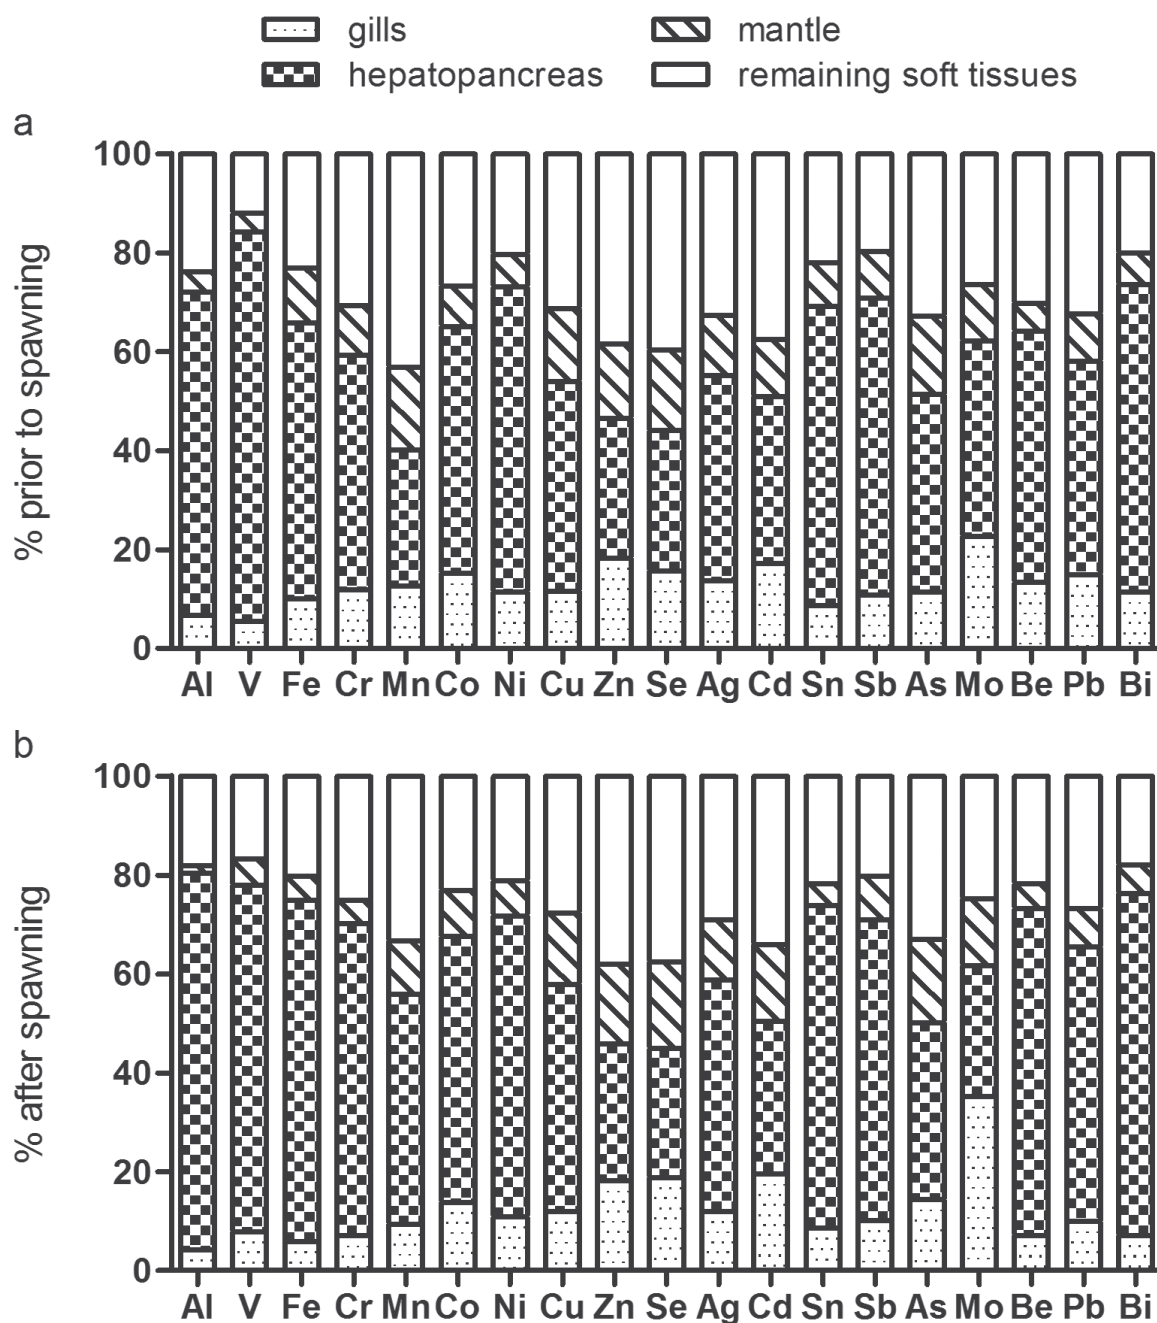 gills mantle
hepatopancreas remaining soft tissues
a
100
80
60
40
20
0
% prior to spawning
Al V Fe Cr Mn Co Ni Cu Zn Se Ag Cd Sn Sb As Mo Be Pb Bi
b
100
80
60
40
20
0
% after spawning
Al V Fe Cr Mn Co Ni Cu Zn Se Ag Cd Sn Sb As Mo Be Pb Bi